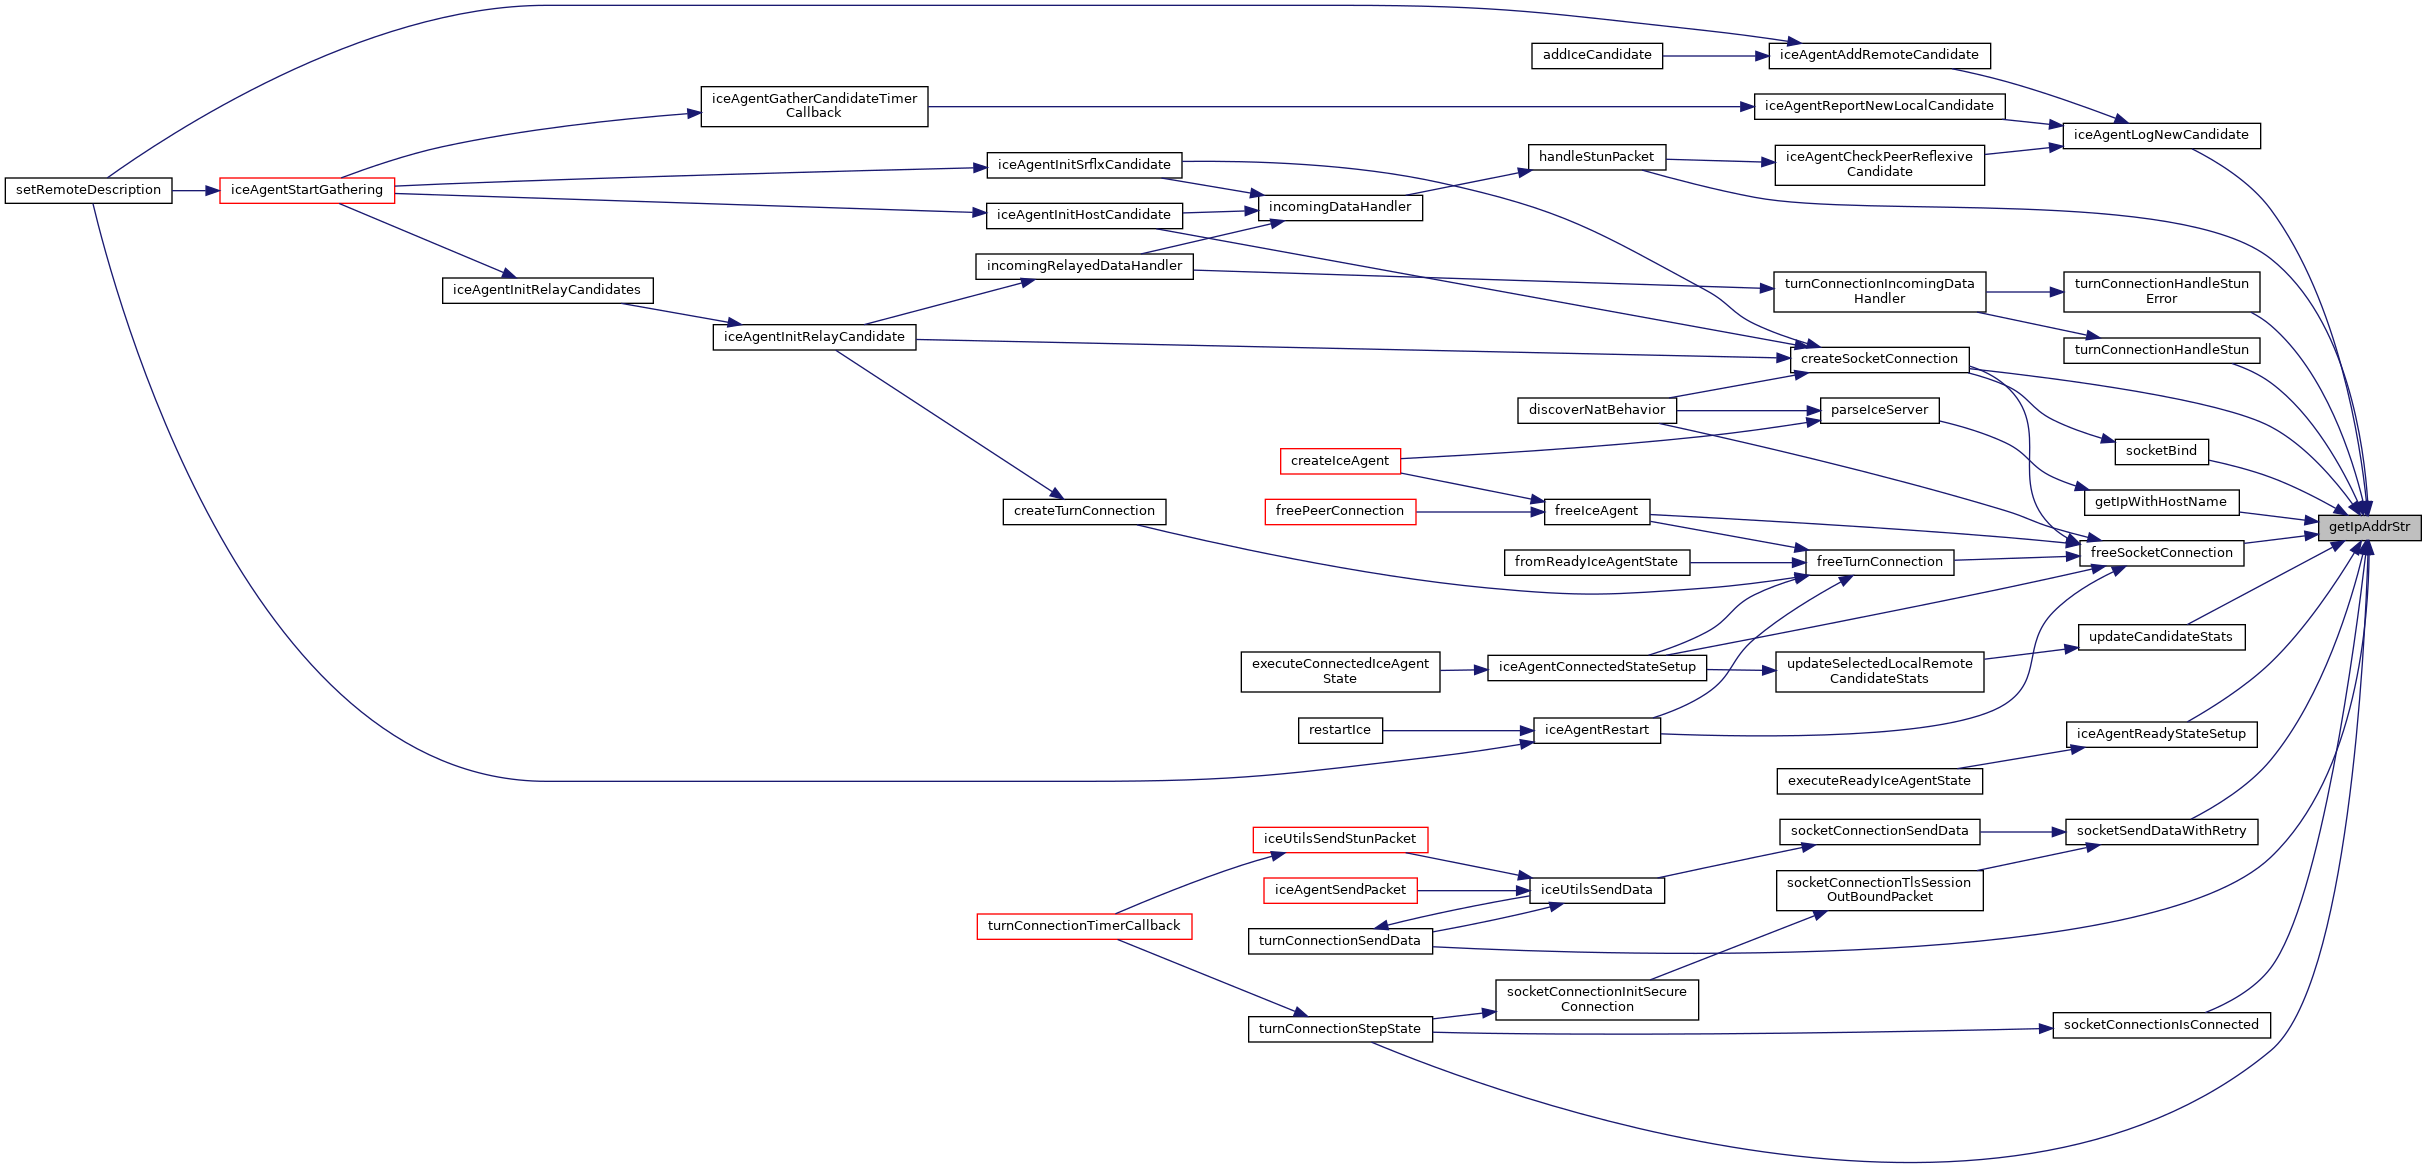 addIceCandidate
iceAgentAddRemoteCandidate
iceAgentGatherCandidateTimer
Callback
iceAgentReportNewLocalCandidate
iceAgentLogNewCandidate
iceAgentInitSrflxCandidate
handleStunPacket
iceAgentCheckPeerReflexive
Candidate
setRemoteDescription
iceAgentStartGathering
iceAgentInitHostCandidate
incomingDataHandler
incomingRelayedDataHandler
iceAgentInitRelayCandidates
turnConnectionIncomingData
Handler
turnConnectionHandleStun
Error
iceAgentInitRelayCandidate
createSocketConnection
turnConnectionHandleStun
discoverNatBehavior
parseIceServer
socketBind
createIceAgent
getIpWithHostName
createTurnConnection
freePeerConnection
freeIceAgent
getIpAddrStr
fromReadyIceAgentState
freeTurnConnection
freeSocketConnection
updateCandidateStats
executeConnectedIceAgent
State
iceAgentConnectedStateSetup
updateSelectedLocalRemote
CandidateStats
restartIce
iceAgentRestart
iceAgentReadyStateSetup
executeReadyIceAgentState
iceUtilsSendStunPacket
socketConnectionSendData
socketSendDataWithRetry
iceAgentSendPacket
iceUtilsSendData
socketConnectionTlsSession
OutBoundPacket
turnConnectionTimerCallback
turnConnectionSendData
socketConnectionInitSecure
Connection
turnConnectionStepState
socketConnectionIsConnected